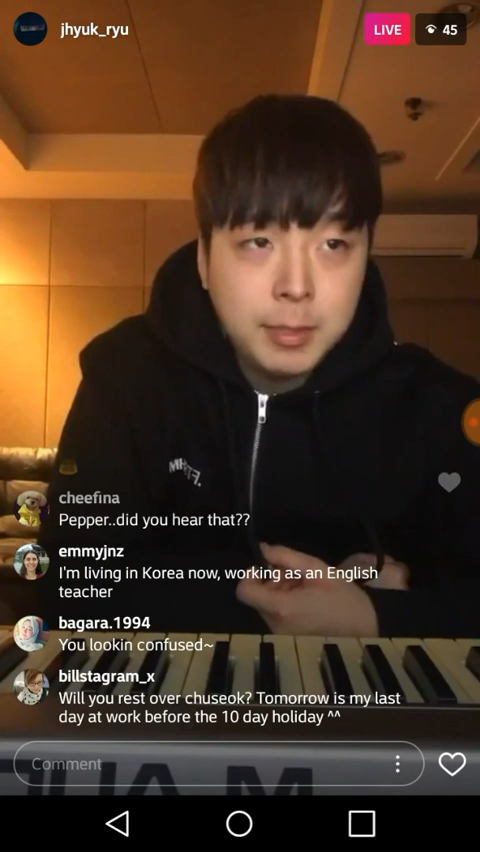 jhyuk_ryu
LIVE
45
cheefina
Pepper..did you hear that??
emmyjnz
I'm living in Korea now, working as an English
teacher
bagara.1994
You lookin confused~
billstagram_x
Will you rest over chuseok? Tomorrow is my last
day at work before the 10 day holiday ^^
Comment